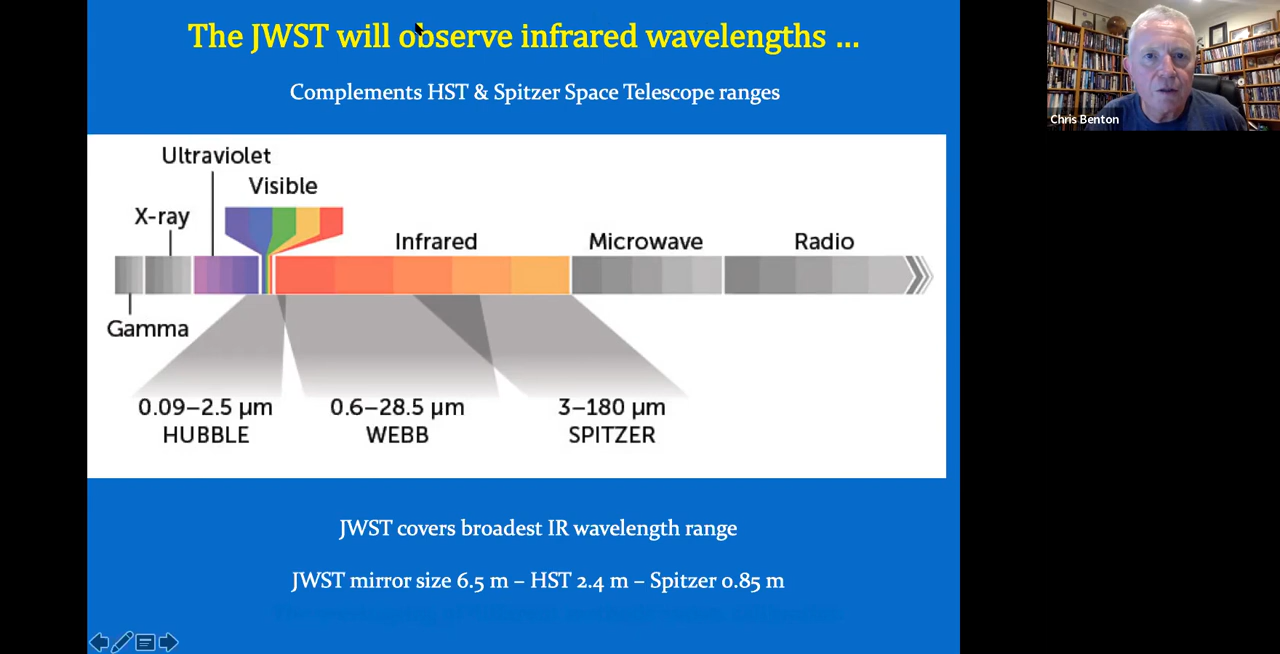 The JWST will observe infrared wavelengths ...
Complements HST & Spitzer Space Telescope ranges
Chris Benton
Ultraviolet
Visible
X-ray
Infrared
Microwave
Radio
Gamma
0.09–2.5 µm
HUBBLE
0.6–28.5 µm
WEBB
3–180 µm
SPITZER
JWST covers broadest IR wavelength range
JWST mirror size 6.5 m – HST 2.4 m – Spitzer 0.85 m